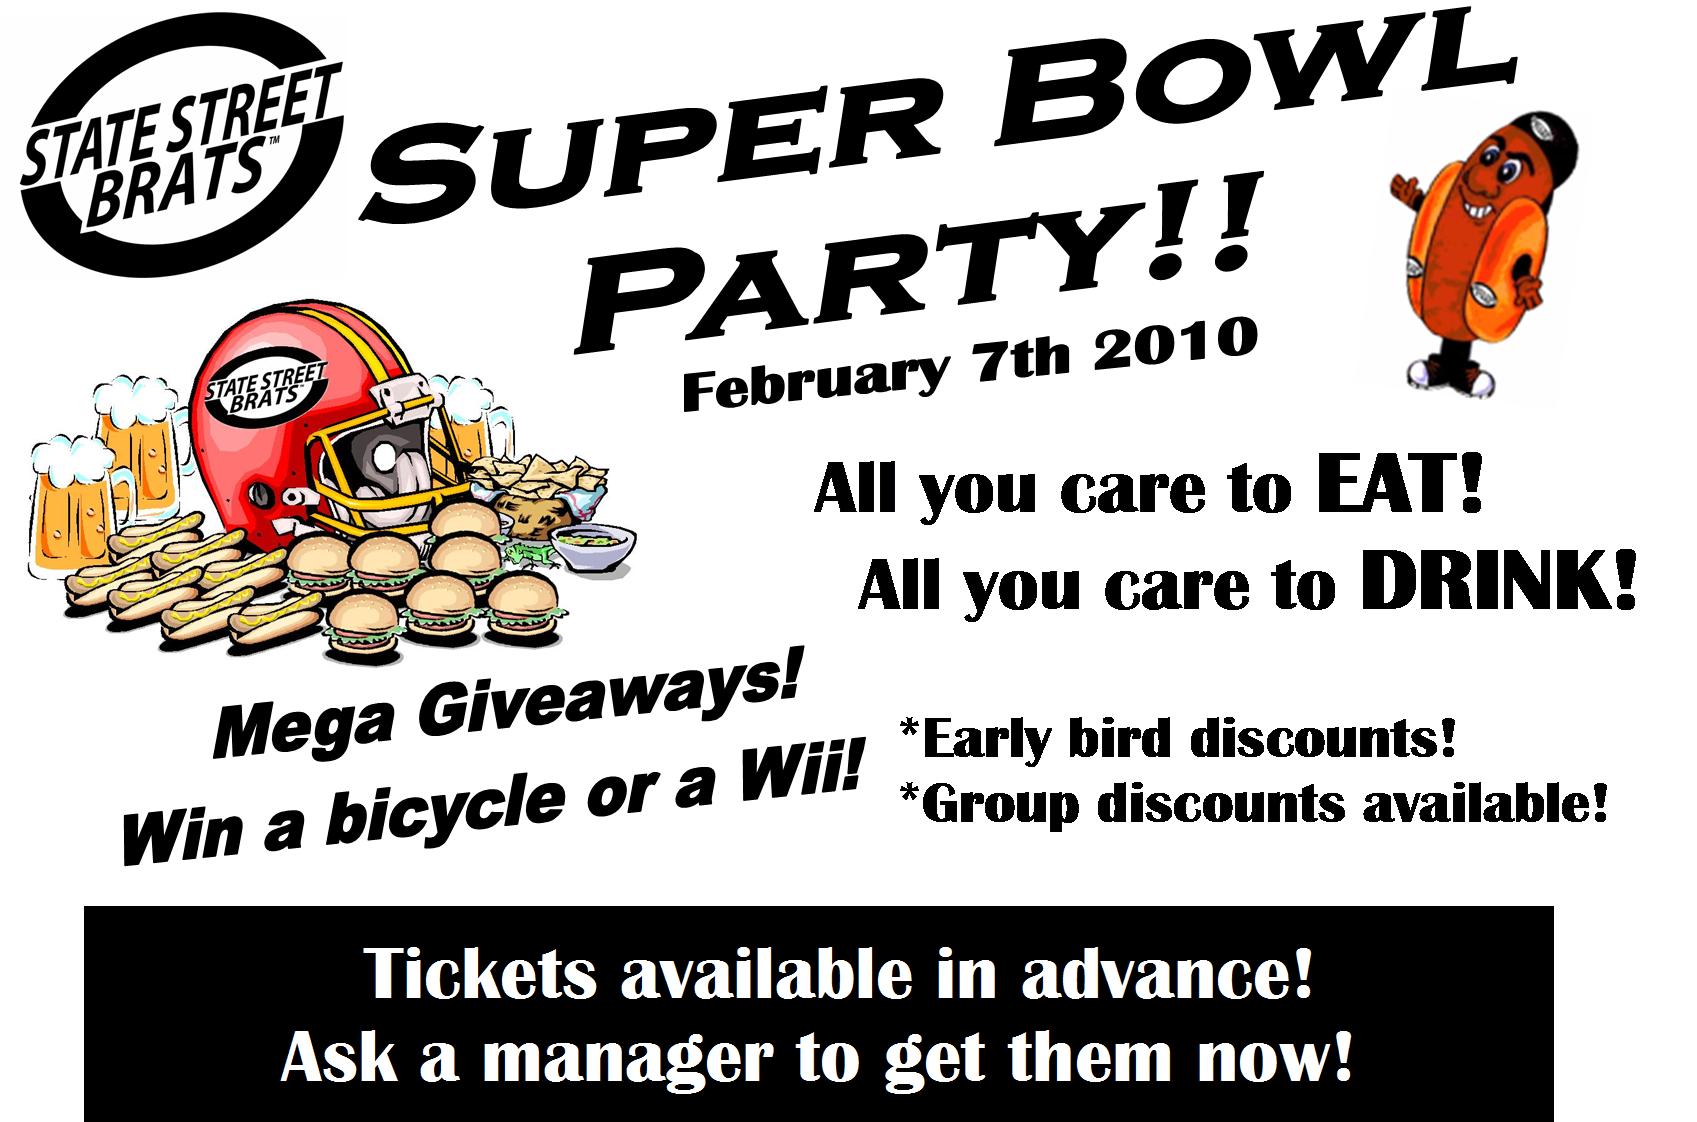 STATE STREET
BRATS™
SUPER BOWL
PARTY!!
February 7th 2010
STATE STREET
BRATS
All you care to EAT!
All you care to DRINK!
Mega Giveaways!
Win a bicycle or a Wii!
*Early bird discounts!
*Group discounts available!
Tickets available in advance!
Ask a manager to get them now!